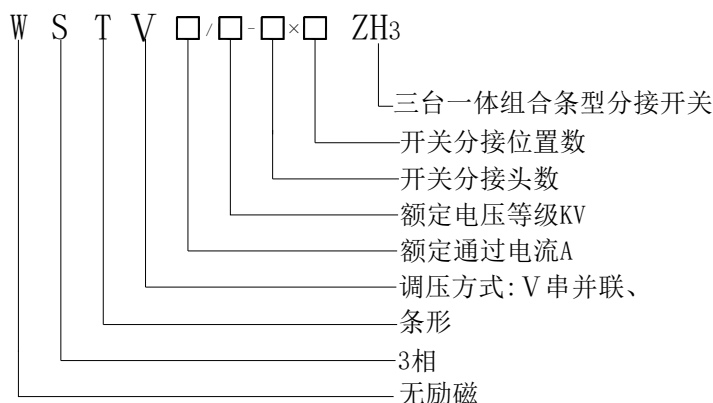 W S T V □/□-□×□ ZH3
三台一体组合条型分接开关
开关分接位置数
开关分接头数
额定电压等级KV
额定通过电流A
调压方式:V串并联、
条形
3相
无励磁